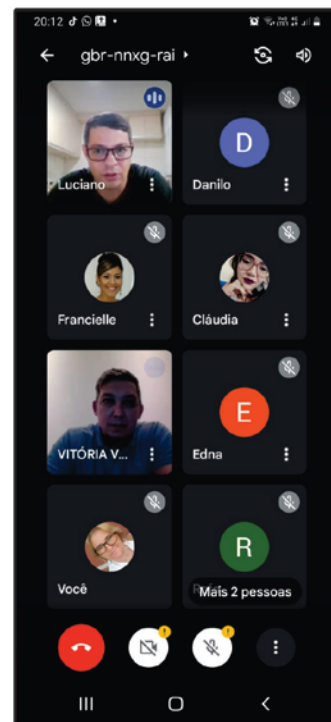 20:12
gbr-nnxg-rai
Luciano
D
Danilo
Francielle
Cláudia
VITÓRIA V...
E
Edna
Você
R
Mais 2 pessoas